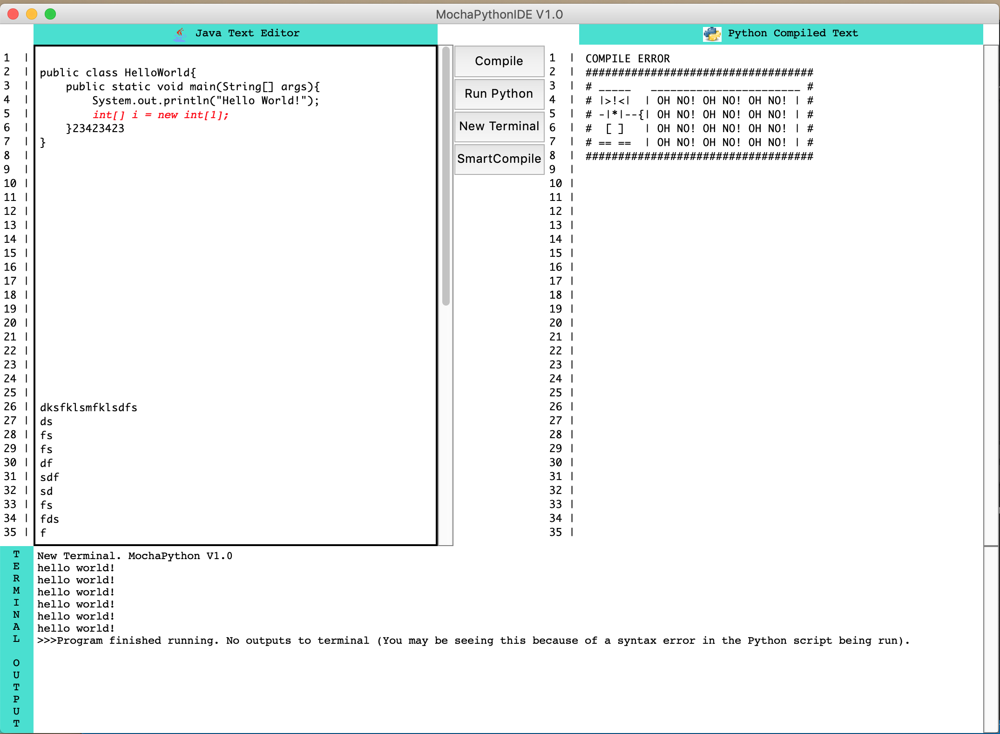 MochaPythonIDE V1.0
Java Text Editor
1 |
2 | public class HelloWorld{
3 |     public static void main(String[] args){
4 |         System.out.println("Hello World!");
5 |         int[] i = new int[1];
6 |     }23423423
7 | }
8 |
9 |
10 |
11 |
12 |
13 |
14 |
15 |
16 |
17 |
18 |
19 |
20 |
21 |
22 |
23 |
24 |
25 |
26 | dksfklsmfklsdfs
27 | ds
28 | fs
29 | fs
30 | df
31 | sdf
32 | sd
33 | fs
34 | fds
35 | f
Compile
Run Python
New Terminal
SmartCompile
Python Compiled Text
1 | COMPILE ERROR
2 | ###################################
3 | # _____   _______________________ #
4 | # |>!<|  | OH NO! OH NO! OH NO! | #
5 | # -|*|--{| OH NO! OH NO! OH NO! | #
6 | #  [ ]   | OH NO! OH NO! OH NO! | #
7 | # == ==  | OH NO! OH NO! OH NO! | #
8 | ###################################
9 |
10 |
11 |
12 |
13 |
14 |
15 |
16 |
17 |
18 |
19 |
20 |
21 |
22 |
23 |
24 |
25 |
26 |
27 |
28 |
29 |
30 |
31 |
32 |
33 |
34 |
35 |
TERMINAL OUTPUT
New Terminal. MochaPython V1.0
hello world!
hello world!
hello world!
hello world!
hello world!
hello world!
>>>Program finished running. No outputs to terminal (You may be seeing this because of a syntax error in the Python script being run).